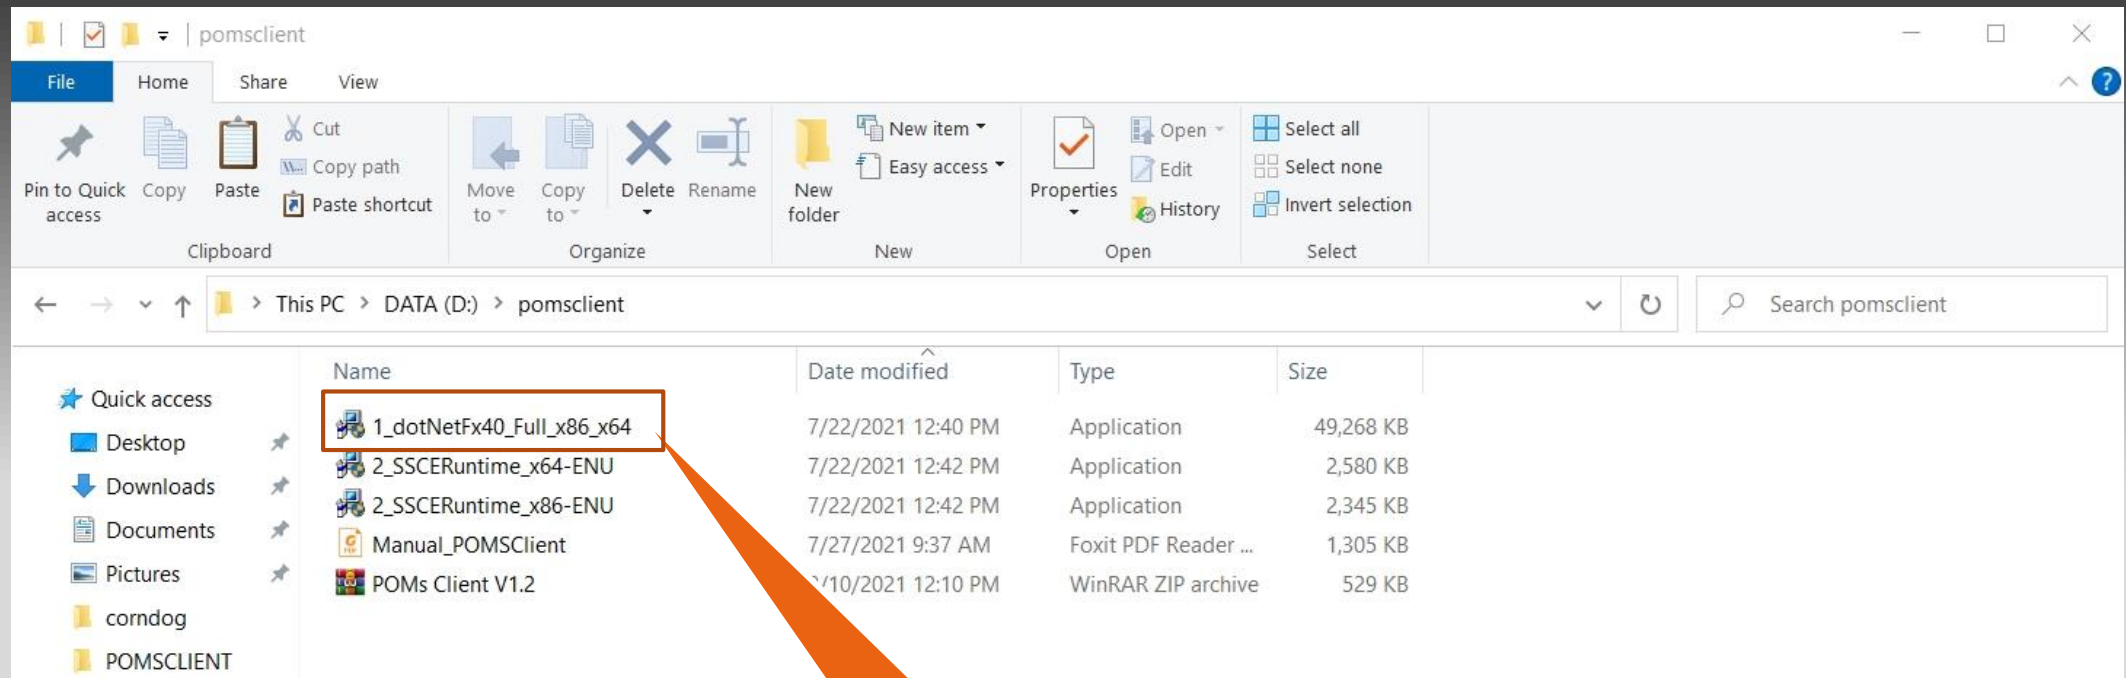 pomsclient
File Home Share View
Pin to Quick access
Copy
Paste
Cut
Copy path
Paste shortcut
Clipboard
Move to
Copy to
Delete
Rename
Organize
New folder
New item
Easy access
New
Properties
Open
Edit
History
Open
Select all
Select none
Invert selection
Select
This PC > DATA (D:) > pomsclient
Search pomsclient
Quick access
Desktop
Downloads
Documents
Pictures
corndog
POMSCLIENT
Name Date modified Type Size
1_dotNetFx40_Full_x86_x64 7/22/2021 12:40 PM Application 49,268 KB
2_SSCERuntime_x64-ENU 7/22/2021 12:42 PM Application 2,580 KB
2_SSCERuntime_x86-ENU 7/22/2021 12:42 PM Application 2,345 KB
Manual_POMSClient 7/27/2021 9:37 AM Foxit PDF Reader ... 1,305 KB
POMs Client V1.2 /10/2021 12:10 PM WinRAR ZIP archive 529 KB